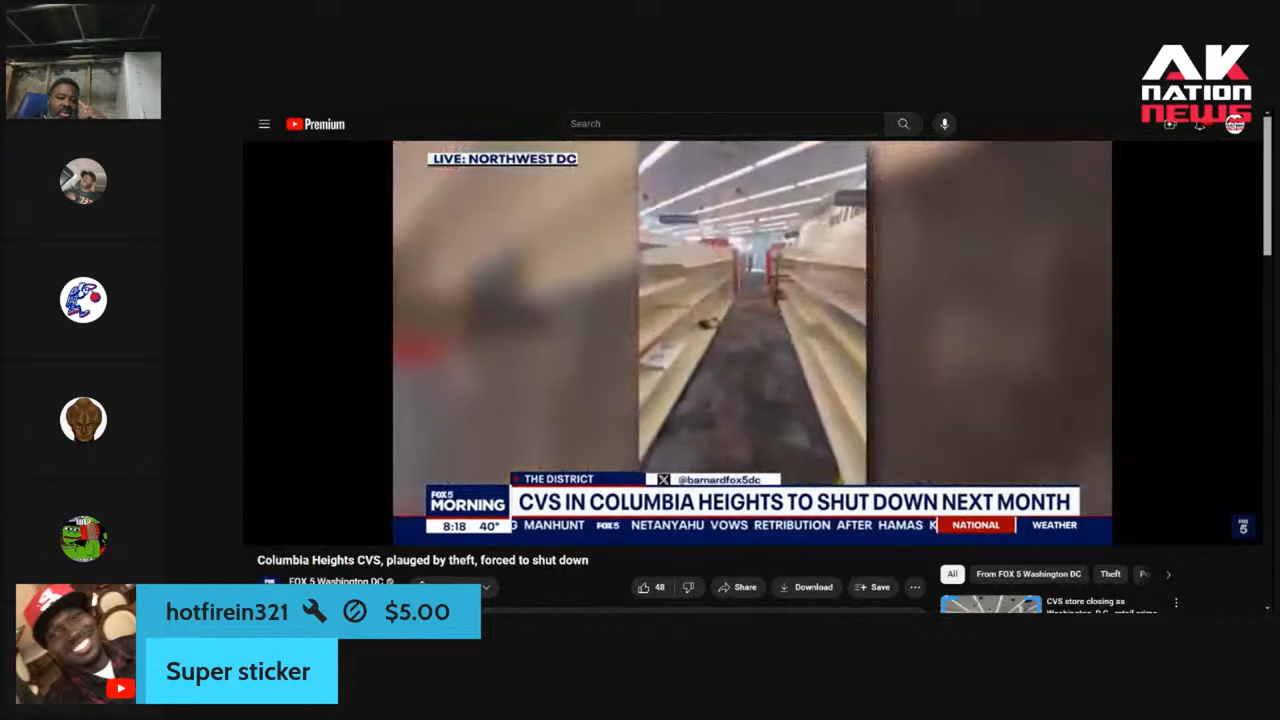 AK
NATION
NEWS
Premium
Search
LIVE: NORTHWEST DC
THE DISTRICT
@barnardfox5dc
FOX 5
MORNING
CVS IN COLUMBIA HEIGHTS TO SHUT DOWN NEXT MONTH
8:18 40°
G MANHUNT FOX 5 NETANYAHU VOWS RETRIBUTION AFTER HAMAS K
NATIONAL
WEATHER
FOX 5
Columbia Heights CVS, plauged by theft, forced to shut down
FOX 5 Washington DC
48
Share
Download
Save
All
From FOX 5 Washington DC
Theft
CVS store closing as
hotfirein321 $5.00
Super sticker